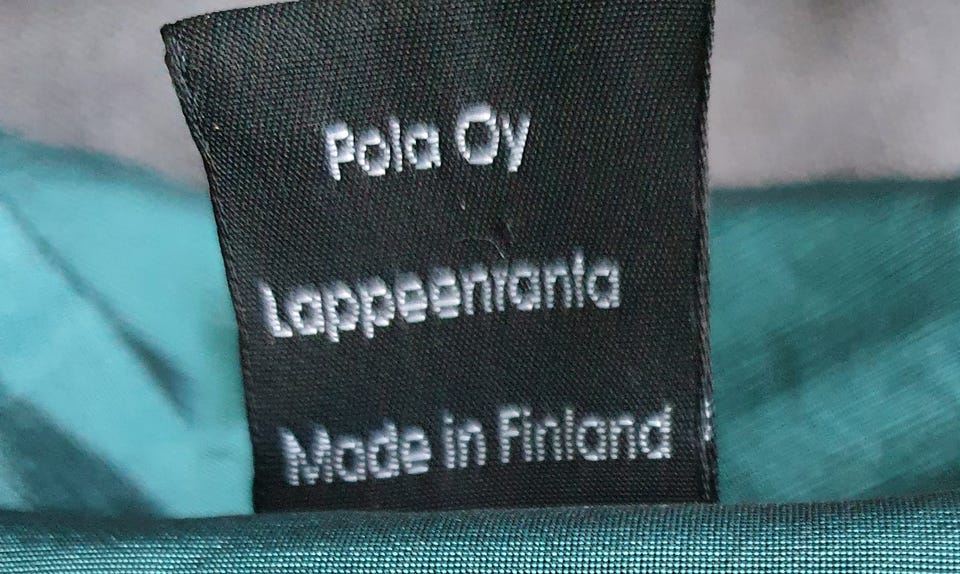 Pola Oy
Lappeenranta
Made in Finland